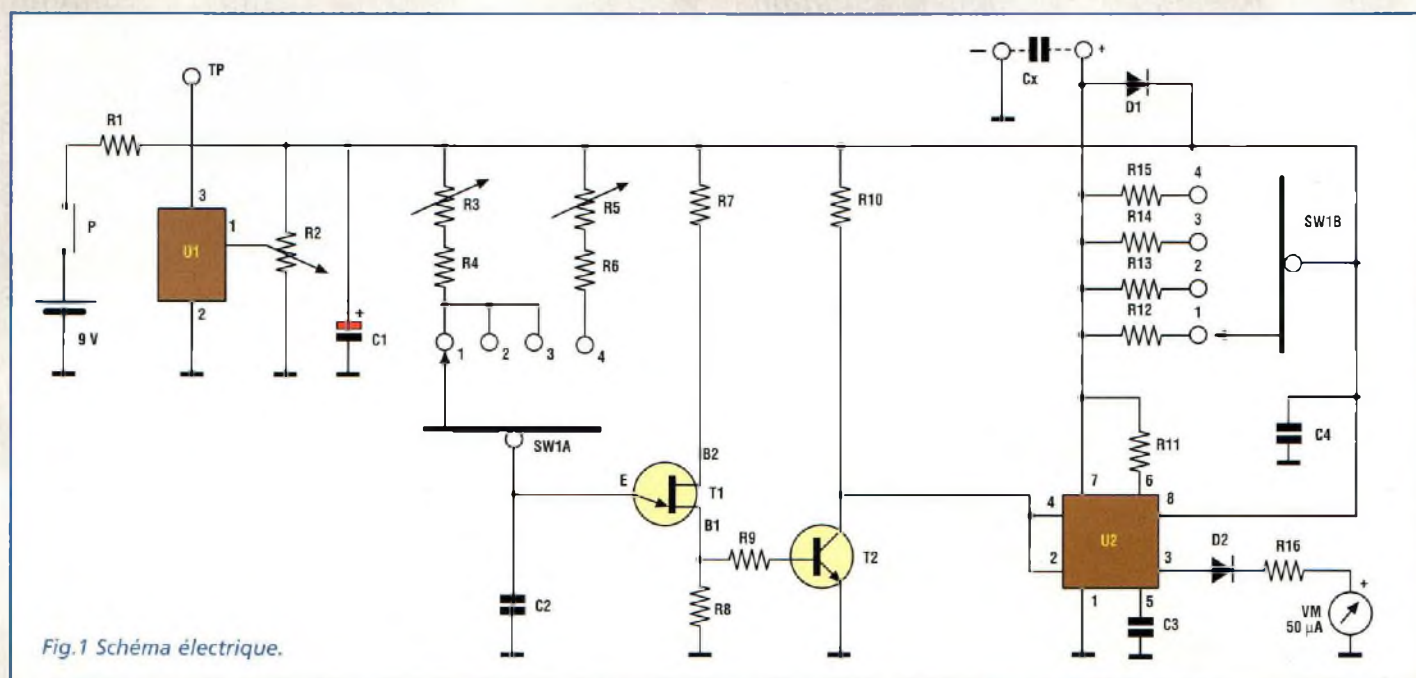 TP
– Cx +
D1
R1
3
P
U1
1
R2
2
9 V
+
C1
R3
R4
R5
R6
1
2
3
4
SW1A
R7
R10
R15
4
R14
3
R13
2
R12
1
SW1B
C4
R11
E
B2
T1
B1
R9
T2
R8
C2
7
6
8
4
2
U2
3
1
5
C3
D2
R16
+
VM
50 µA
Fig.1 Schéma électrique.